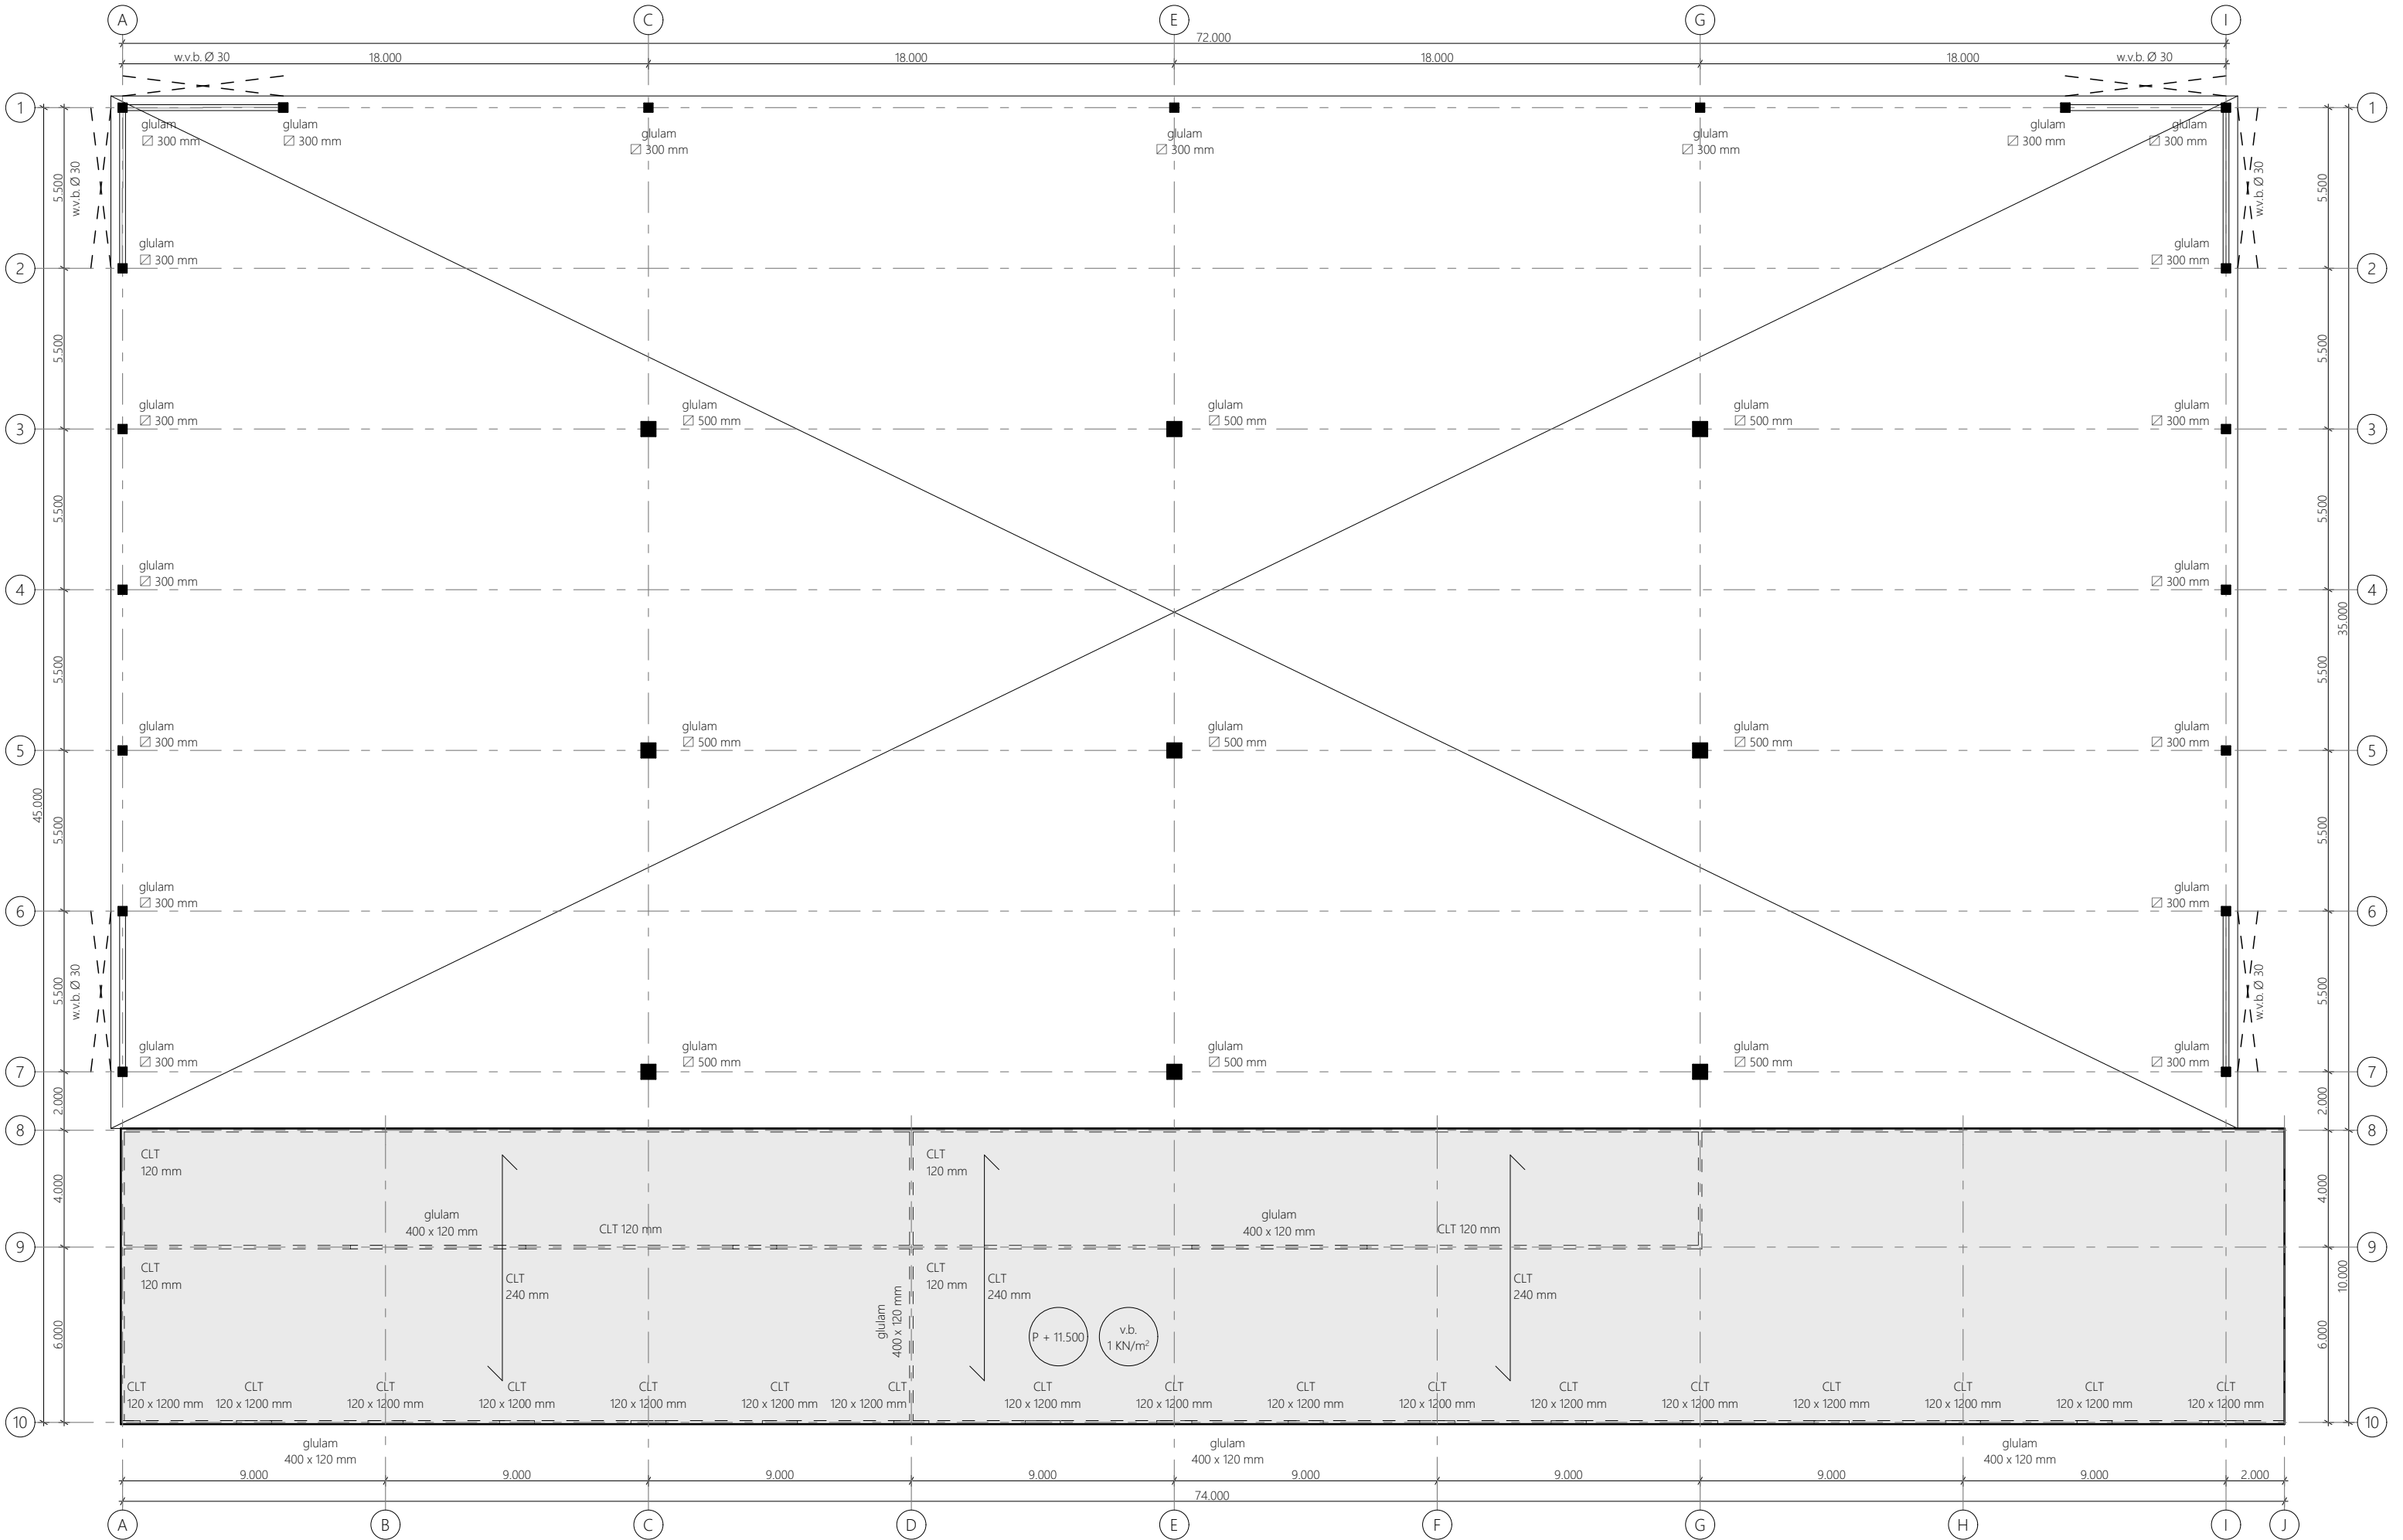 A C E G I
72.000
w.v.b. Ø 30 18.000 18.000 18.000 18.000 w.v.b. Ø 30
1 1
glulam glulam glulam glulam glulam glulam glulam
300 mm 300 mm 300 mm 300 mm 300 mm 300 mm 300 mm
5.500 w.v.b. Ø 30 w.v.b. Ø 30 5.500
glulam glulam
300 mm 300 mm
2 2
5.500 5.500
glulam glulam glulam glulam glulam
300 mm 500 mm 500 mm 500 mm 300 mm
3 3
5.500 5.500
glulam glulam
300 mm 300 mm
4 4
35.000
5.500 5.500
glulam glulam glulam glulam glulam
300 mm 500 mm 500 mm 500 mm 300 mm
5 5
45.000
5.500 5.500
glulam glulam
300 mm 300 mm
6 6
5.500 w.v.b. Ø 30 w.v.b. Ø 30 5.500
glulam glulam glulam glulam glulam
300 mm 500 mm 500 mm 500 mm 300 mm
7 7
2.000 2.000
8 8
CLT CLT
120 mm 120 mm
4.000 4.000
glulam glulam
400 x 120 mm CLT 120 mm 400 x 120 mm CLT 120 mm
9 9
CLT CLT
120 mm 120 mm
CLT CLT CLT
240 mm 240 mm 240 mm
10.000
glulam
400 x 120 mm
P + 11.500
v.b.
1 KN/m²
6.000 6.000
CLT CLT CLT CLT CLT CLT CLT CLT CLT CLT CLT CLT CLT CLT CLT CLT CLT
120 x 1200 mm 120 x 1200 mm 120 x 1200 mm 120 x 1200 mm 120 x 1200 mm 120 x 1200 mm 120 x 1200 mm 120 x 1200 mm 120 x 1200 mm 120 x 1200 mm 120 x 1200 mm 120 x 1200 mm 120 x 1200 mm 120 x 1200 mm 120 x 1200 mm 120 x 1200 mm 120 x 1200 mm
10 10
glulam glulam glulam
400 x 120 mm 400 x 120 mm 400 x 120 mm
9.000 9.000 9.000 9.000 9.000 9.000 9.000 9.000 2.000
74.000
A B C D E F G H I J